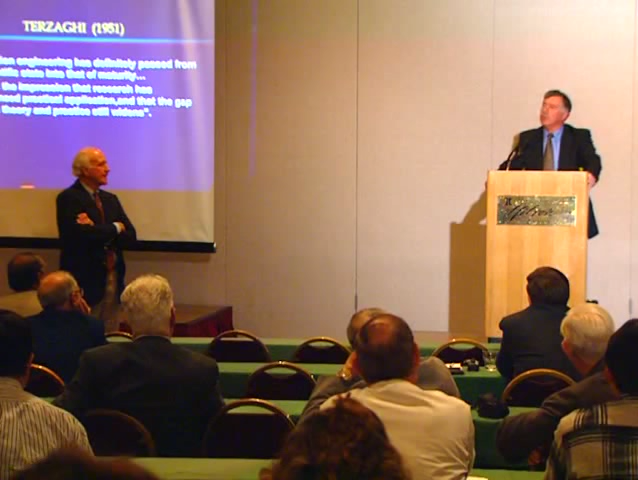 TERZAGHI (1951)
ion engineering has definitely passed from
state into that of maturity...
the impression that research has
practical application,and that the gap
theory and practice still widens".